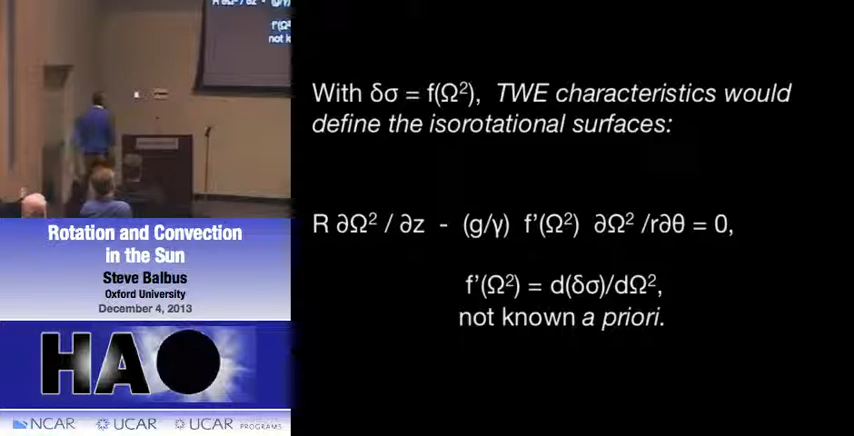 With δσ = f(Ω²), TWE characteristics would
define the isorotational surfaces:
R ∂Ω² / ∂z - (g/γ) f'(Ω²) ∂Ω² /r∂θ = 0,
f'(Ω²) = d(δσ)/dΩ²,
not known a priori.
Rotation and Convection
in the Sun
Steve Balbus
Oxford University
December 4, 2013
HAO
NCAR UCAR UCAR PROGRAMS